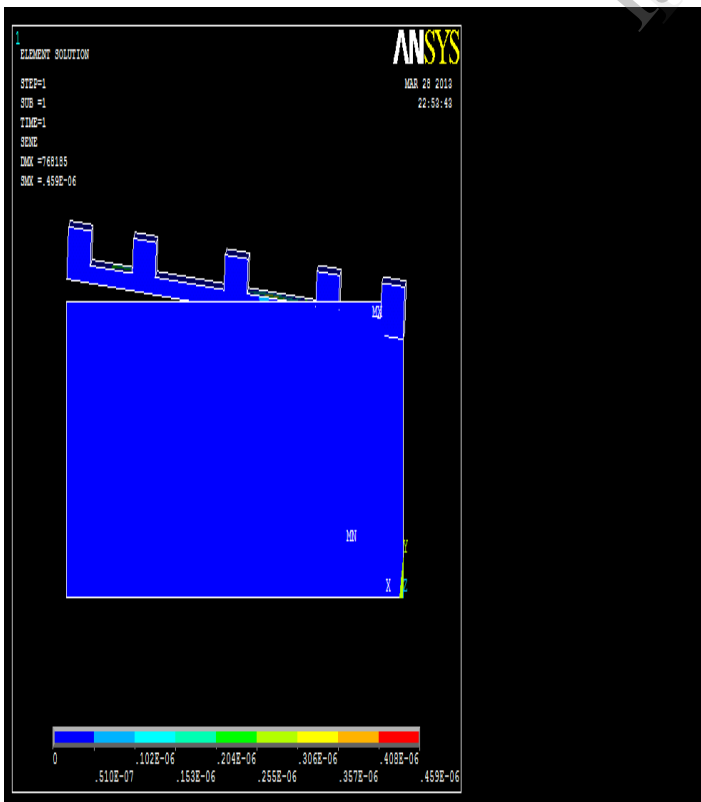 1
ELEMENT SOLUTION
ANSYS
STEP=1
MAR 28 2013
SUB =1
22:53:43
TIME=1
SENE
DMX =768185
SMX =.459E-06
MX
MN
Y
X Z
0 .102E-06 .204E-06 .306E-06 .408E-06
.510E-07 .153E-06 .255E-06 .357E-06 .459E-06